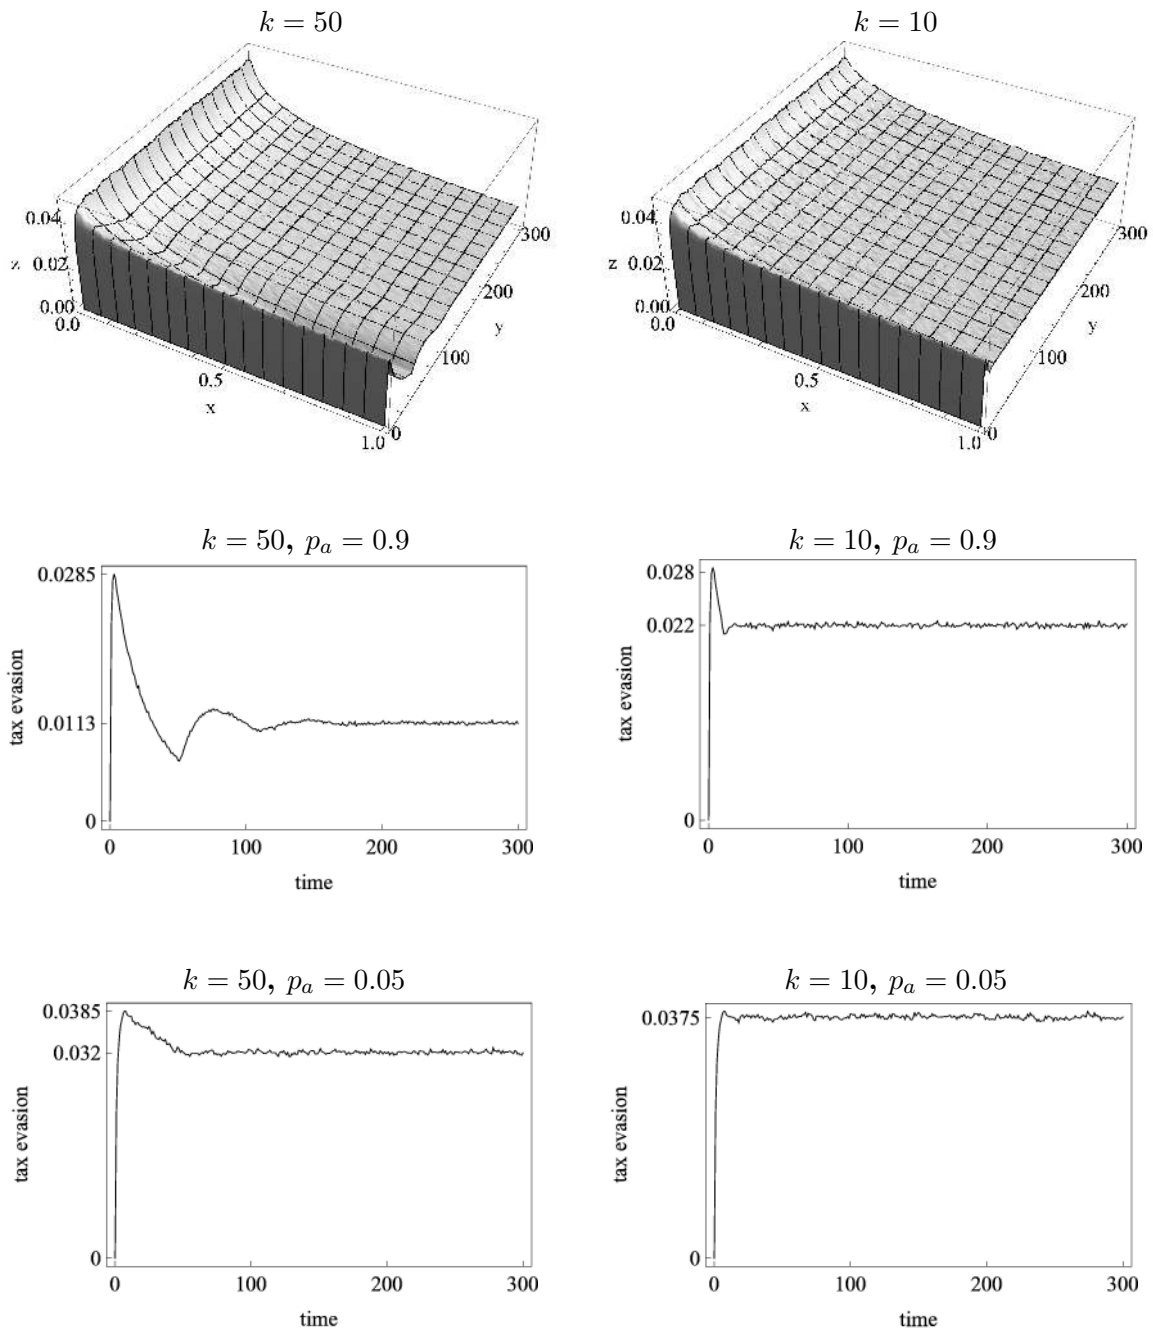 k = 50
0.04
z 0.02
0.00
0.0
0.5
x
1.0
0
100
y
200
300
k = 10
0.04
z 0.02
0.00
0.0
0.5
x
1.0
0
100
y
200
300
k = 50, p_a = 0.9
0.0285
0.0113
0
tax evasion
0 100 200 300
time
k = 10, p_a = 0.9
0.028
0.022
0
tax evasion
0 100 200 300
time
k = 50, p_a = 0.05
0.0385
0.032
0
tax evasion
0 100 200 300
time
k = 10, p_a = 0.05
0.0375
0
tax evasion
0 100 200 300
time